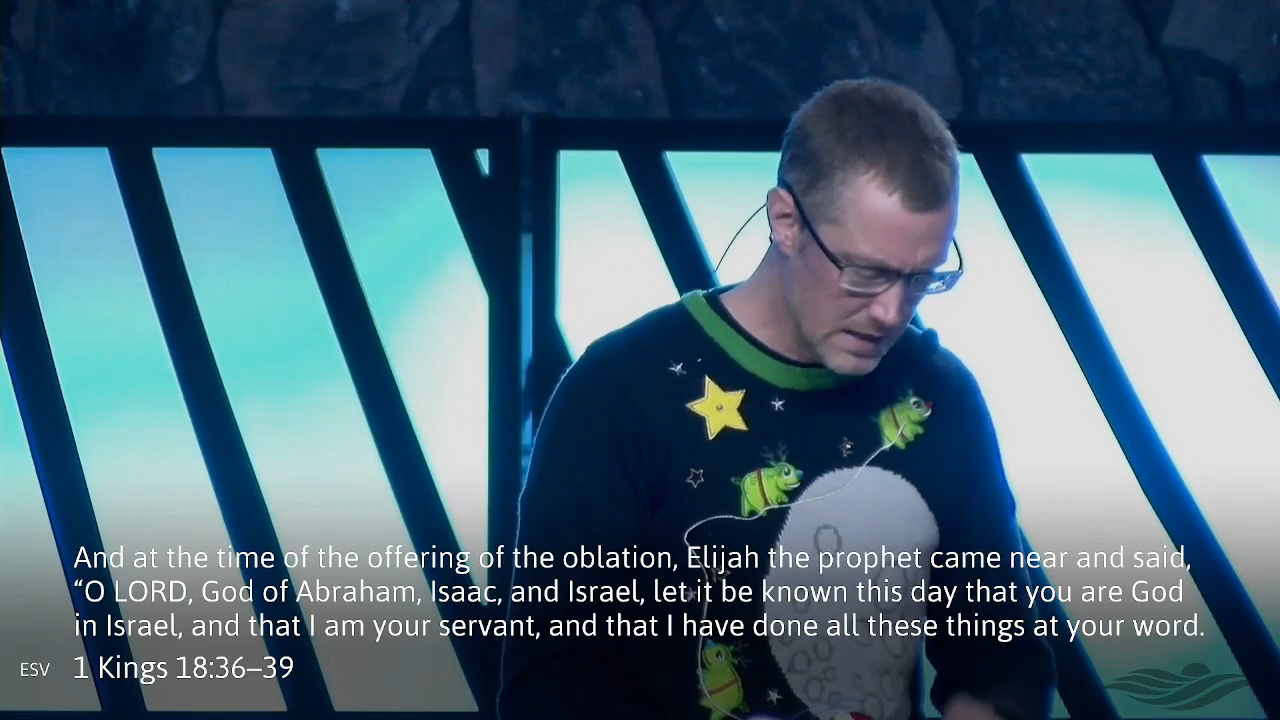 And at the time of the offering of the oblation, Elijah the prophet came near and said,
“O LORD, God of Abraham, Isaac, and Israel, let it be known this day that you are God
in Israel, and that I am your servant, and that I have done all these things at your word.
ESV 1 Kings 18:36–39